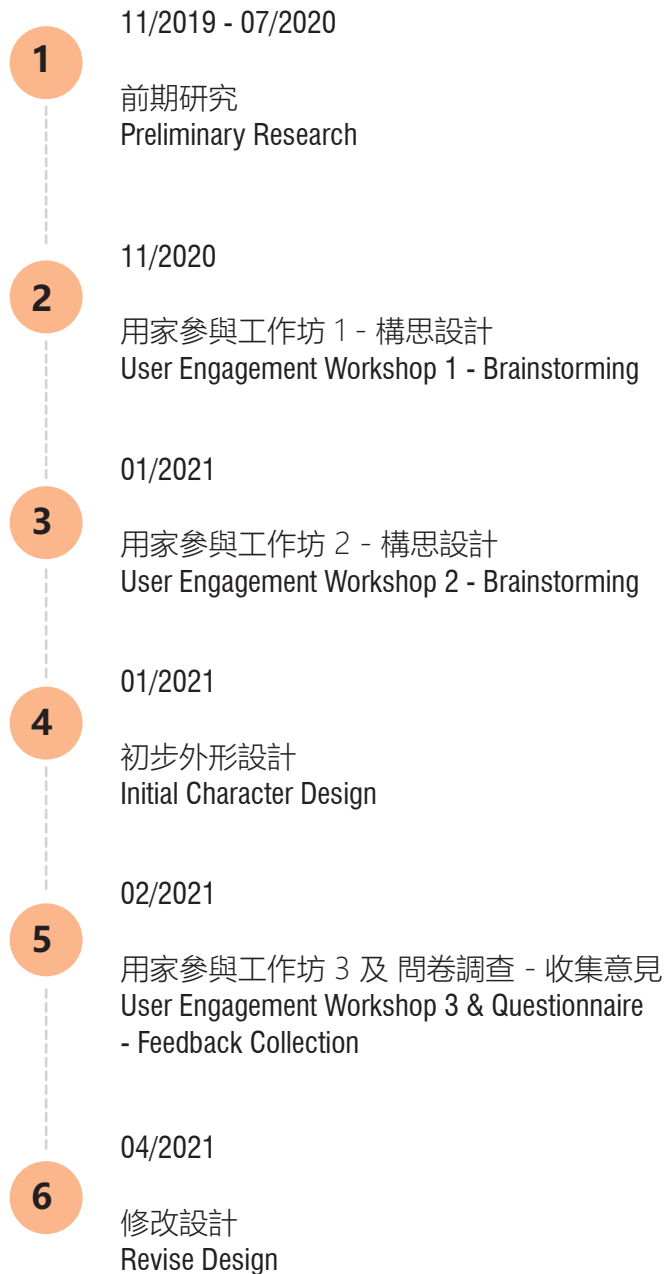 1
11/2019 - 07/2020
前期研究
Preliminary Research
2
11/2020
用家參與工作坊 1 - 構思設計
User Engagement Workshop 1 - Brainstorming
3
01/2021
用家參與工作坊 2 - 構思設計
User Engagement Workshop 2 - Brainstorming
4
01/2021
初步外形設計
Initial Character Design
5
02/2021
用家參與工作坊 3 及 問卷調查 - 收集意見
User Engagement Workshop 3 & Questionnaire
- Feedback Collection
6
04/2021
修改設計
Revise Design